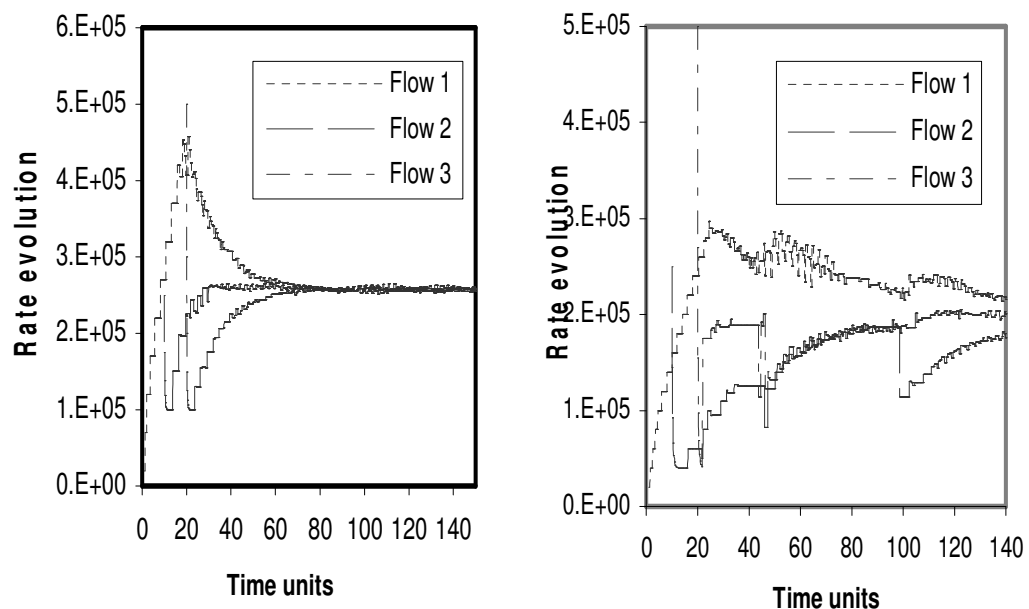 6.E+05
5.E+05
4.E+05
3.E+05
2.E+05
1.E+05
0.E+00
Rate evolution
Flow 1
Flow 2
Flow 3
0 20 40 60 80 100 120 140
Time units
5.E+05
4.E+05
3.E+05
2.E+05
1.E+05
0.E+00
Rate evolution
Flow 1
Flow 2
Flow 3
0 20 40 60 80 100 120 140
Time units